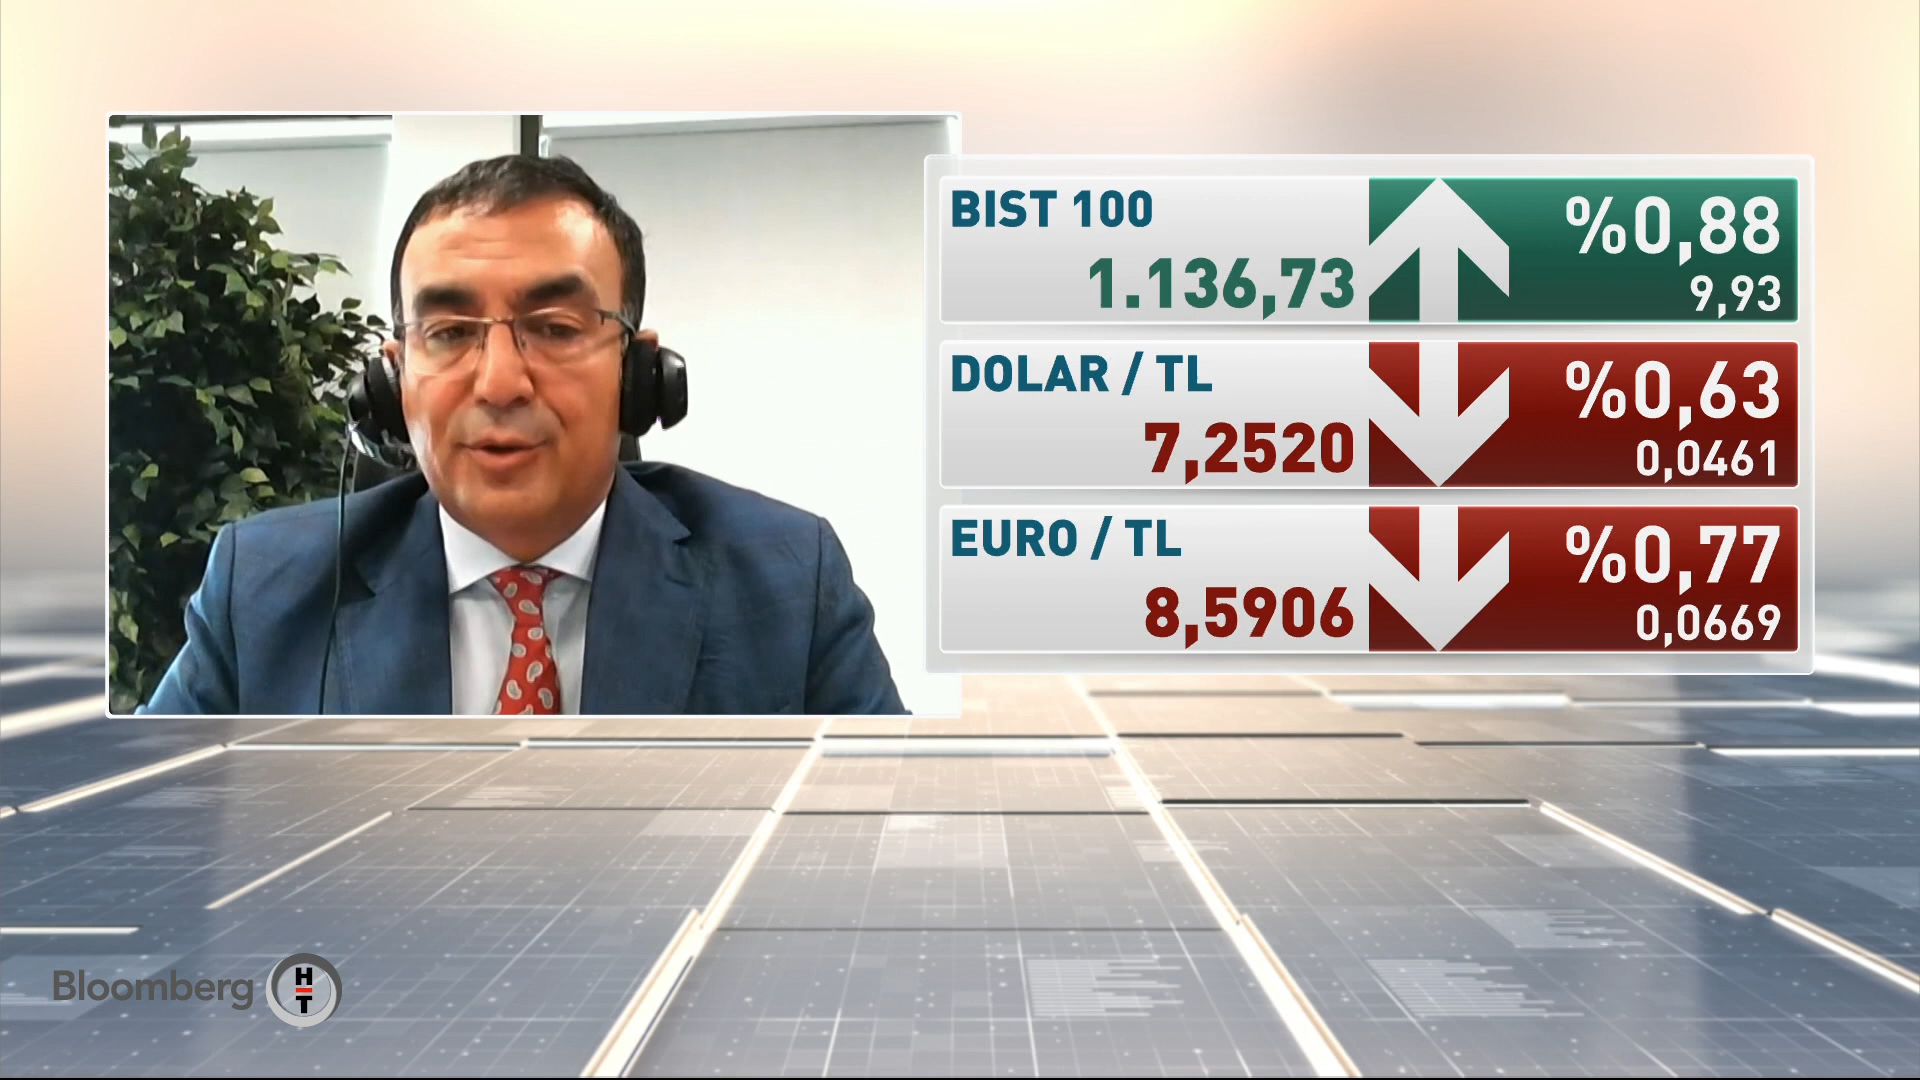 BIST 100
1.136,73
%0,88
9,93
DOLAR / TL
7,2520
%0,63
0,0461
EURO / TL
8,5906
%0,77
0,0669
Bloomberg HT